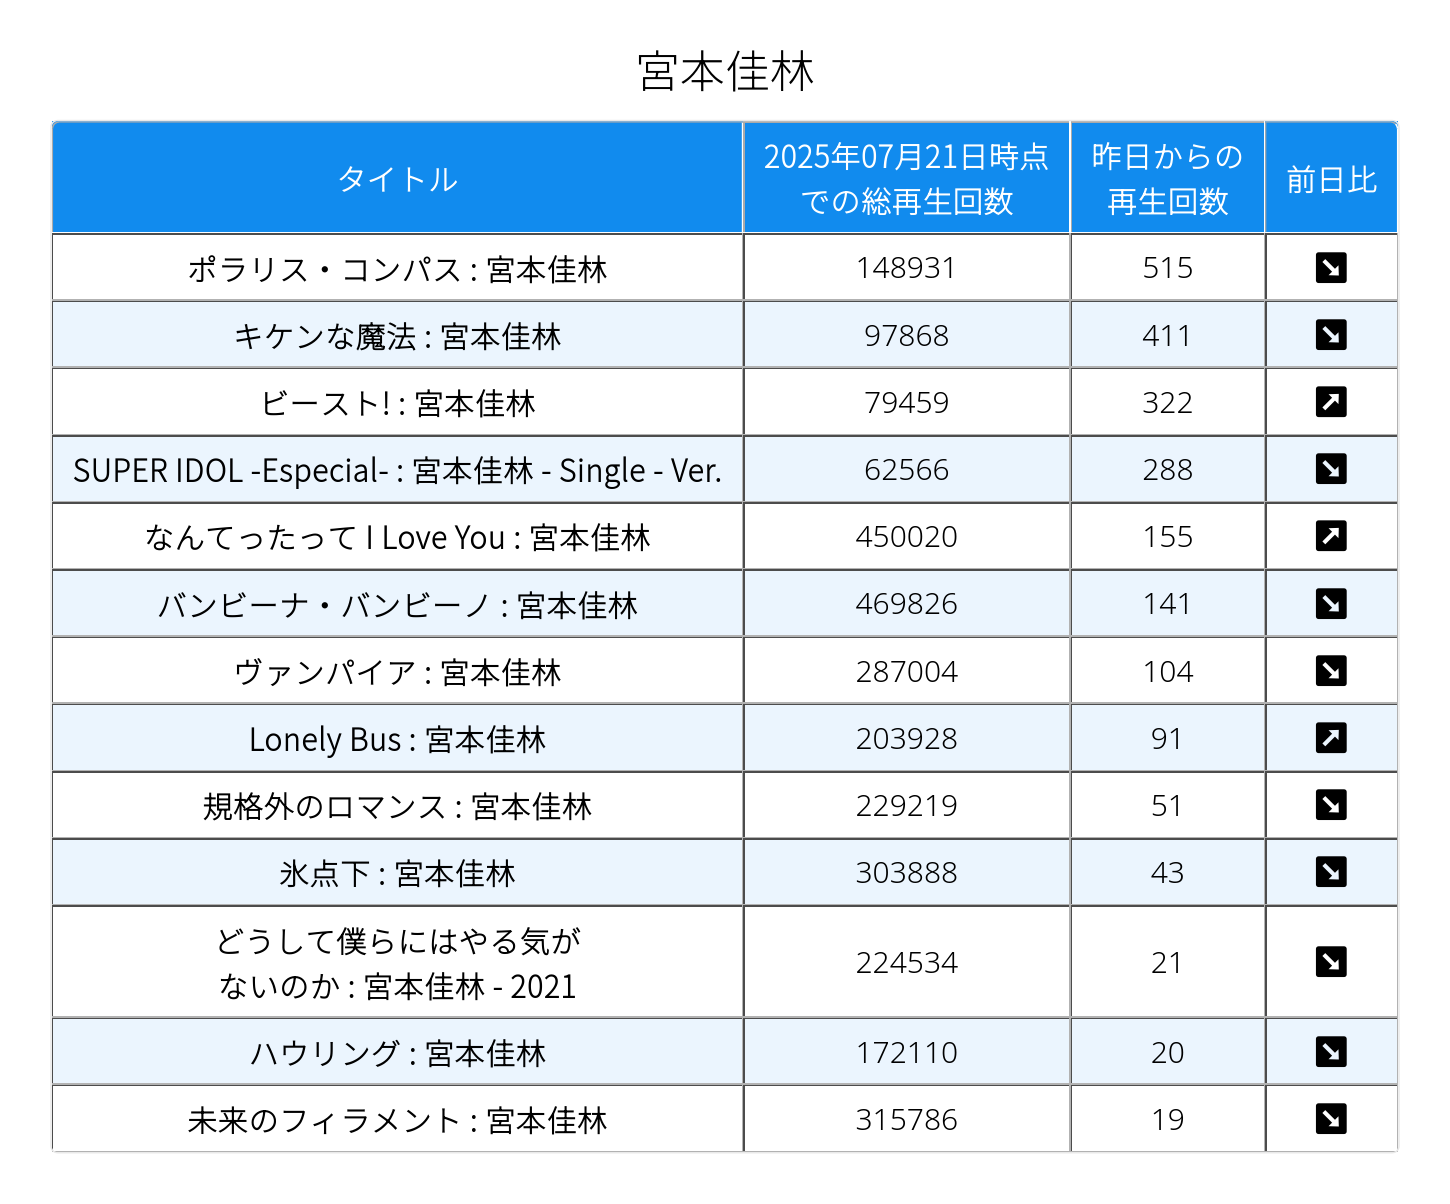 宮本佳林
タイトル
2025年07月21日時点
での総再生回数
昨日からの
再生回数
前日比
ポラリス・コンパス : 宮本佳林
148931
515
キケンな魔法 : 宮本佳林
97868
411
ビースト! : 宮本佳林
79459
322
SUPER IDOL -Especial- : 宮本佳林 - Single - Ver.
62566
288
なんてったって I Love You : 宮本佳林
450020
155
バンビーナ・バンビーノ : 宮本佳林
469826
141
ヴァンパイア : 宮本佳林
287004
104
Lonely Bus : 宮本佳林
203928
91
規格外のロマンス : 宮本佳林
229219
51
氷点下 : 宮本佳林
303888
43
どうして僕らにはやる気が
ないのか : 宮本佳林 - 2021
224534
21
ハウリング : 宮本佳林
172110
20
未来のフィラメント : 宮本佳林
315786
19